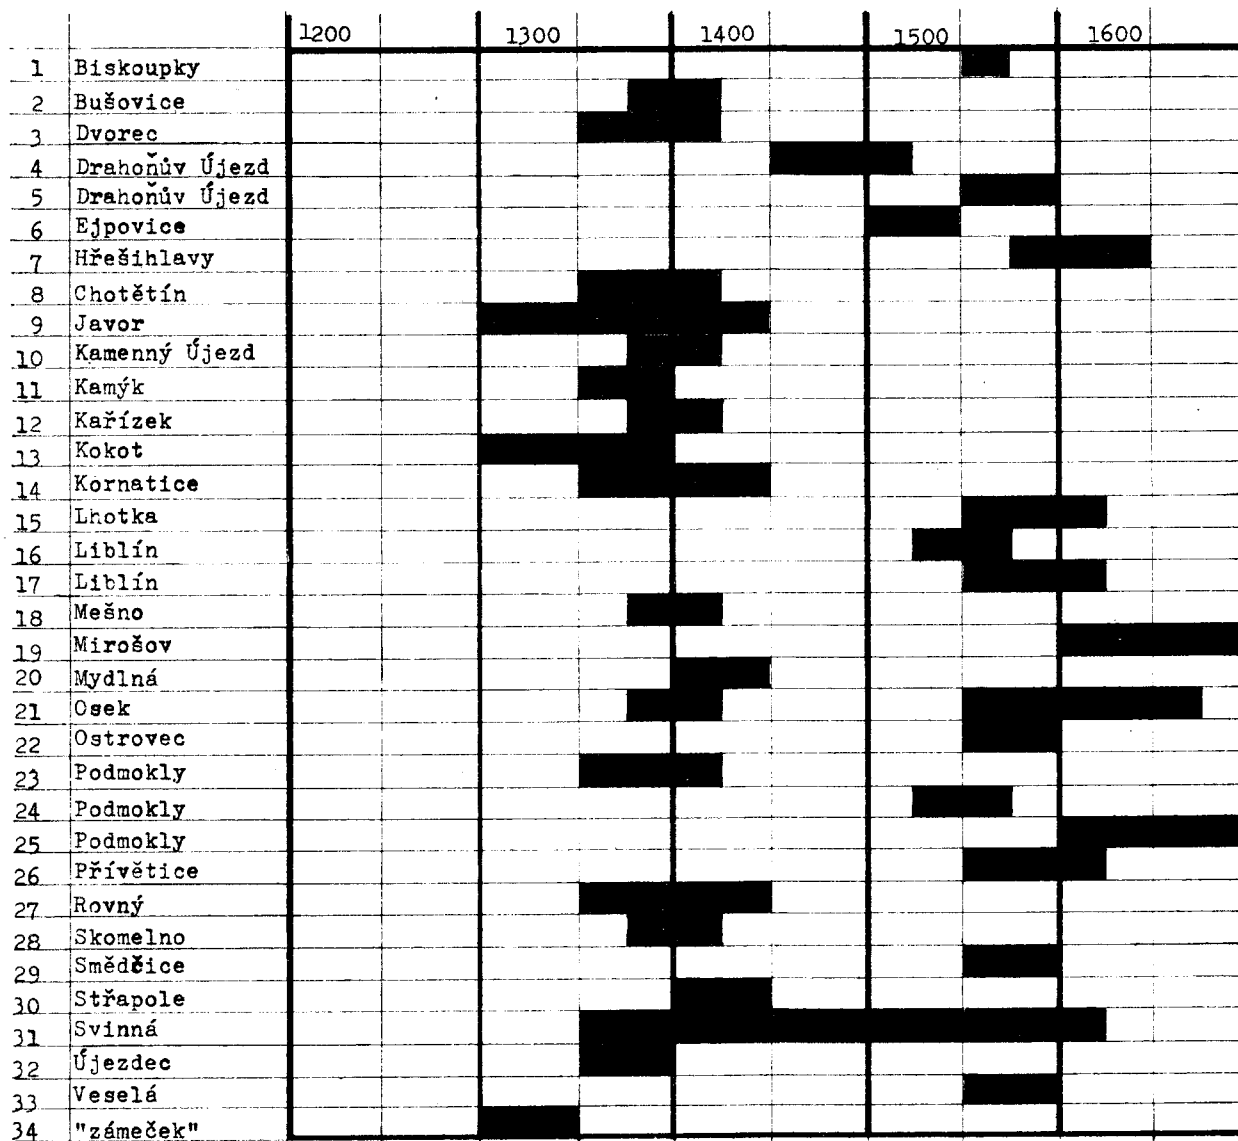 1200 1300 1400 1500 1600
1 Biskoupky
2 Bušovice
3 Dvorec
4 Drahoňův Újezd
5 Drahoňův Újezd
6 Ejpovice
7 Hřešihlavy
8 Chotětín
9 Javor
10 Kamenný Újezd
11 Kamýk
12 Kařízek
13 Kokot
14 Kornatice
15 Lhotka
16 Liblín
17 Liblín
18 Mešno
19 Mirošov
20 Mydlná
21 Osek
22 Ostrovec
23 Podmokly
24 Podmokly
25 Podmokly
26 Přívětice
27 Rovný
28 Skomelno
29 Smědčice
30 Střapole
31 Svinná
32 Újezdec
33 Veselá
34 "zámeček"